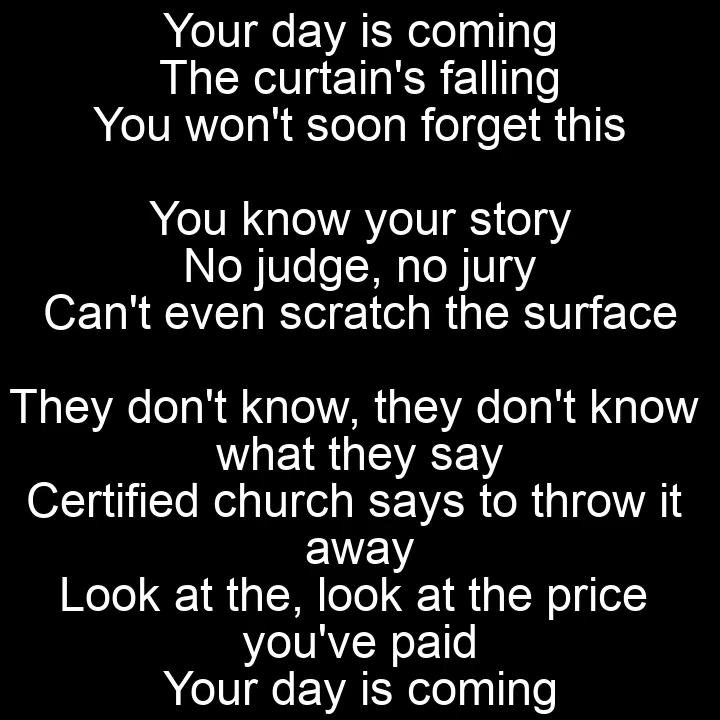 Your day is coming
The curtain's falling
You won't soon forget this
You know your story
No judge, no jury
Can't even scratch the surface
They don't know, they don't know
what they say
Certified church says to throw it
away
Look at the, look at the price
you've paid
Your day is coming